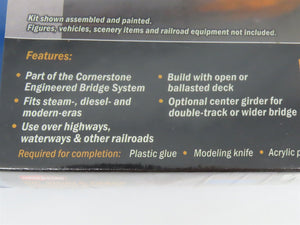 Kit shown assembled and painted.
Figures, vehicles, scenery items and railroad equipment not included.
Features:
• Part of the Cornerstone
Engineered Bridge System
• Fits steam-, diesel- and
modern-eras
• Use over highways,
waterways & other railroads
• Build with open or
ballasted deck
• Optional center girder for
double-track or wider bridge
Required for completion: Plastic glue • Modeling knife • Acrylic p